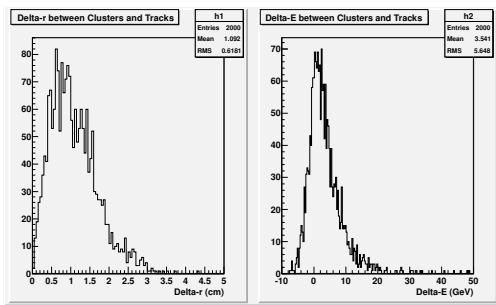 Delta-r between Clusters and Tracks
h1
Entries 2000
Mean 1.092
RMS 0.6181
80
70
60
50
40
30
20
10
0
0 0.5 1 1.5 2 2.5 3 3.5 4 4.5 5
Delta-r (cm)
Delta-E between Clusters and Tracks
h2
Entries 2000
Mean 3.541
RMS 5.648
70
60
50
40
30
20
10
0
-10 0 10 20 30 40 50
Delta-E (GeV)